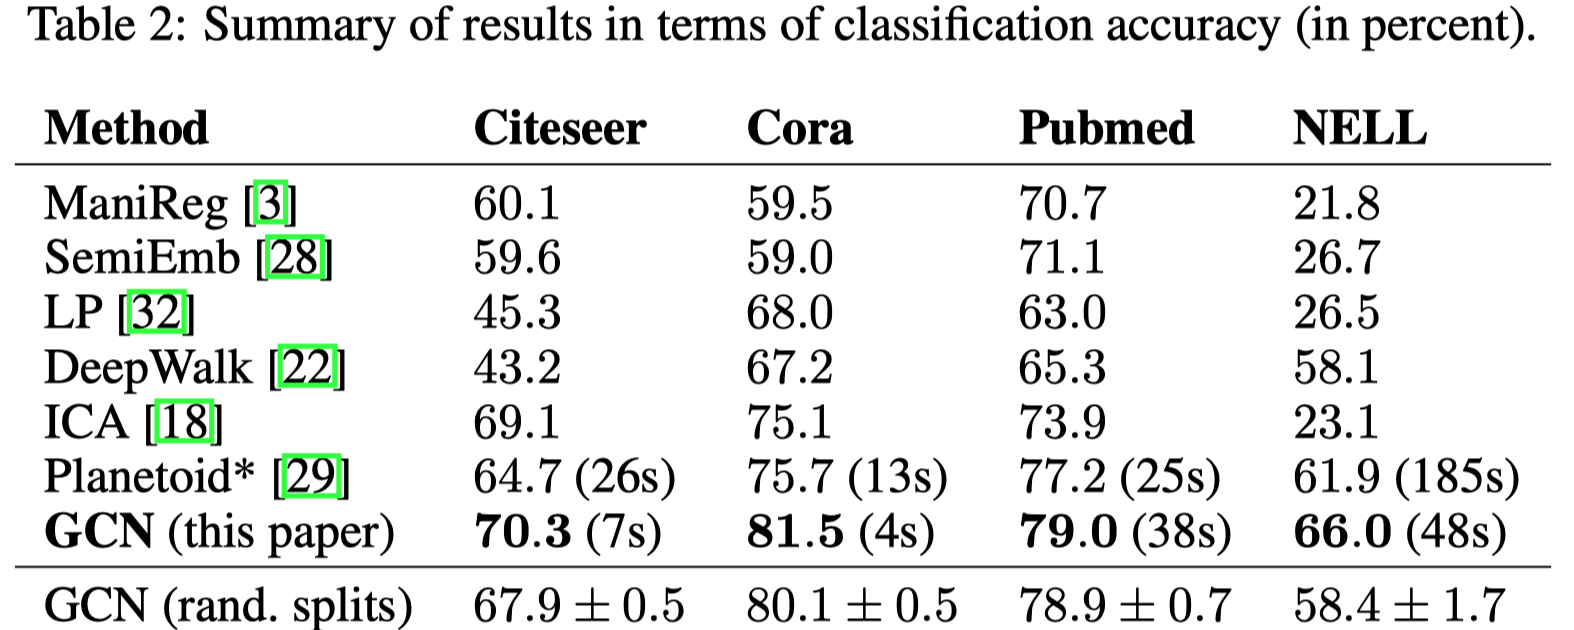 Table 2: Summary of results in terms of classification accuracy (in percent).
Method Citeseer Cora Pubmed NELL
ManiReg [3] 60.1 59.5 70.7 21.8
SemiEmb [28] 59.6 59.0 71.1 26.7
LP [32] 45.3 68.0 63.0 26.5
DeepWalk [22] 43.2 67.2 65.3 58.1
ICA [18] 69.1 75.1 73.9 23.1
Planetoid* [29] 64.7 (26s) 75.7 (13s) 77.2 (25s) 61.9 (185s)
GCN (this paper) 70.3 (7s) 81.5 (4s) 79.0 (38s) 66.0 (48s)
GCN (rand. splits) 67.9 ± 0.5 80.1 ± 0.5 78.9 ± 0.7 58.4 ± 1.7